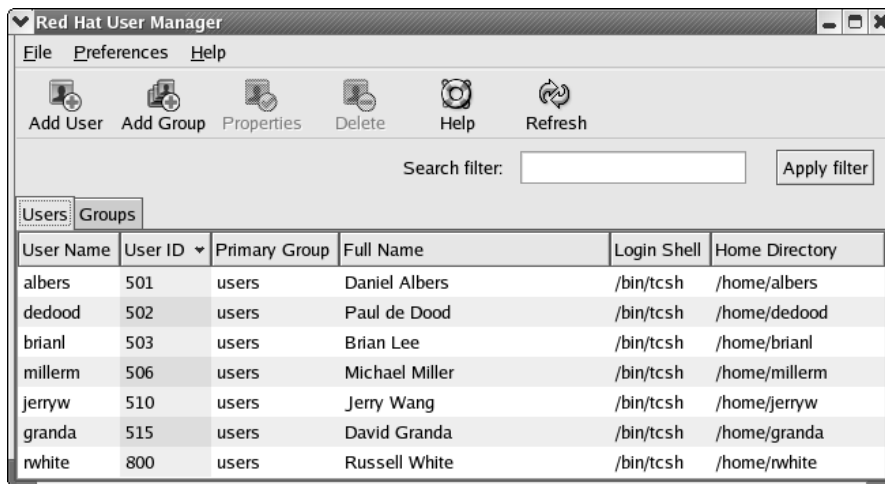 Red Hat User Manager
File Preferences Help
Add User Add Group Properties Delete Help Refresh
Search filter: Apply filter
Users Groups
User Name User ID Primary Group Full Name Login Shell Home Directory
albers 501 users Daniel Albers /bin/tcsh /home/albers
dedood 502 users Paul de Dood /bin/tcsh /home/dedood
brianl 503 users Brian Lee /bin/tcsh /home/brianl
millerm 506 users Michael Miller /bin/tcsh /home/millerm
jerryw 510 users Jerry Wang /bin/tcsh /home/jerryw
granda 515 users David Granda /bin/tcsh /home/granda
rwhite 800 users Russell White /bin/tcsh /home/rwhite